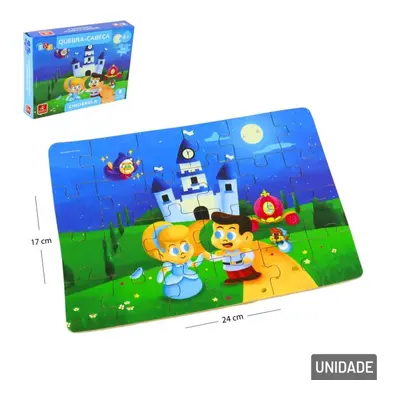 QUEBRA-CABEÇA
CINDERELA
17 cm
24 cm
UNIDADE